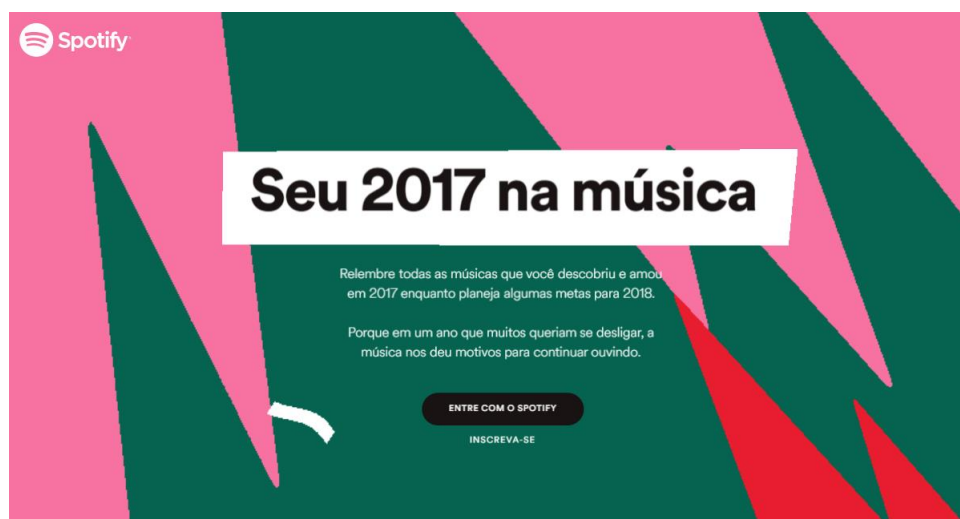 Spotify
Seu 2017 na música
Relembre todas as músicas que você descobriu e amou
em 2017 enquanto planeja algumas metas para 2018.
Porque em um ano que muitos queriam se desligar, a
música nos deu motivos para continuar ouvindo.
ENTRE COM O SPOTIFY
INSCREVA-SE